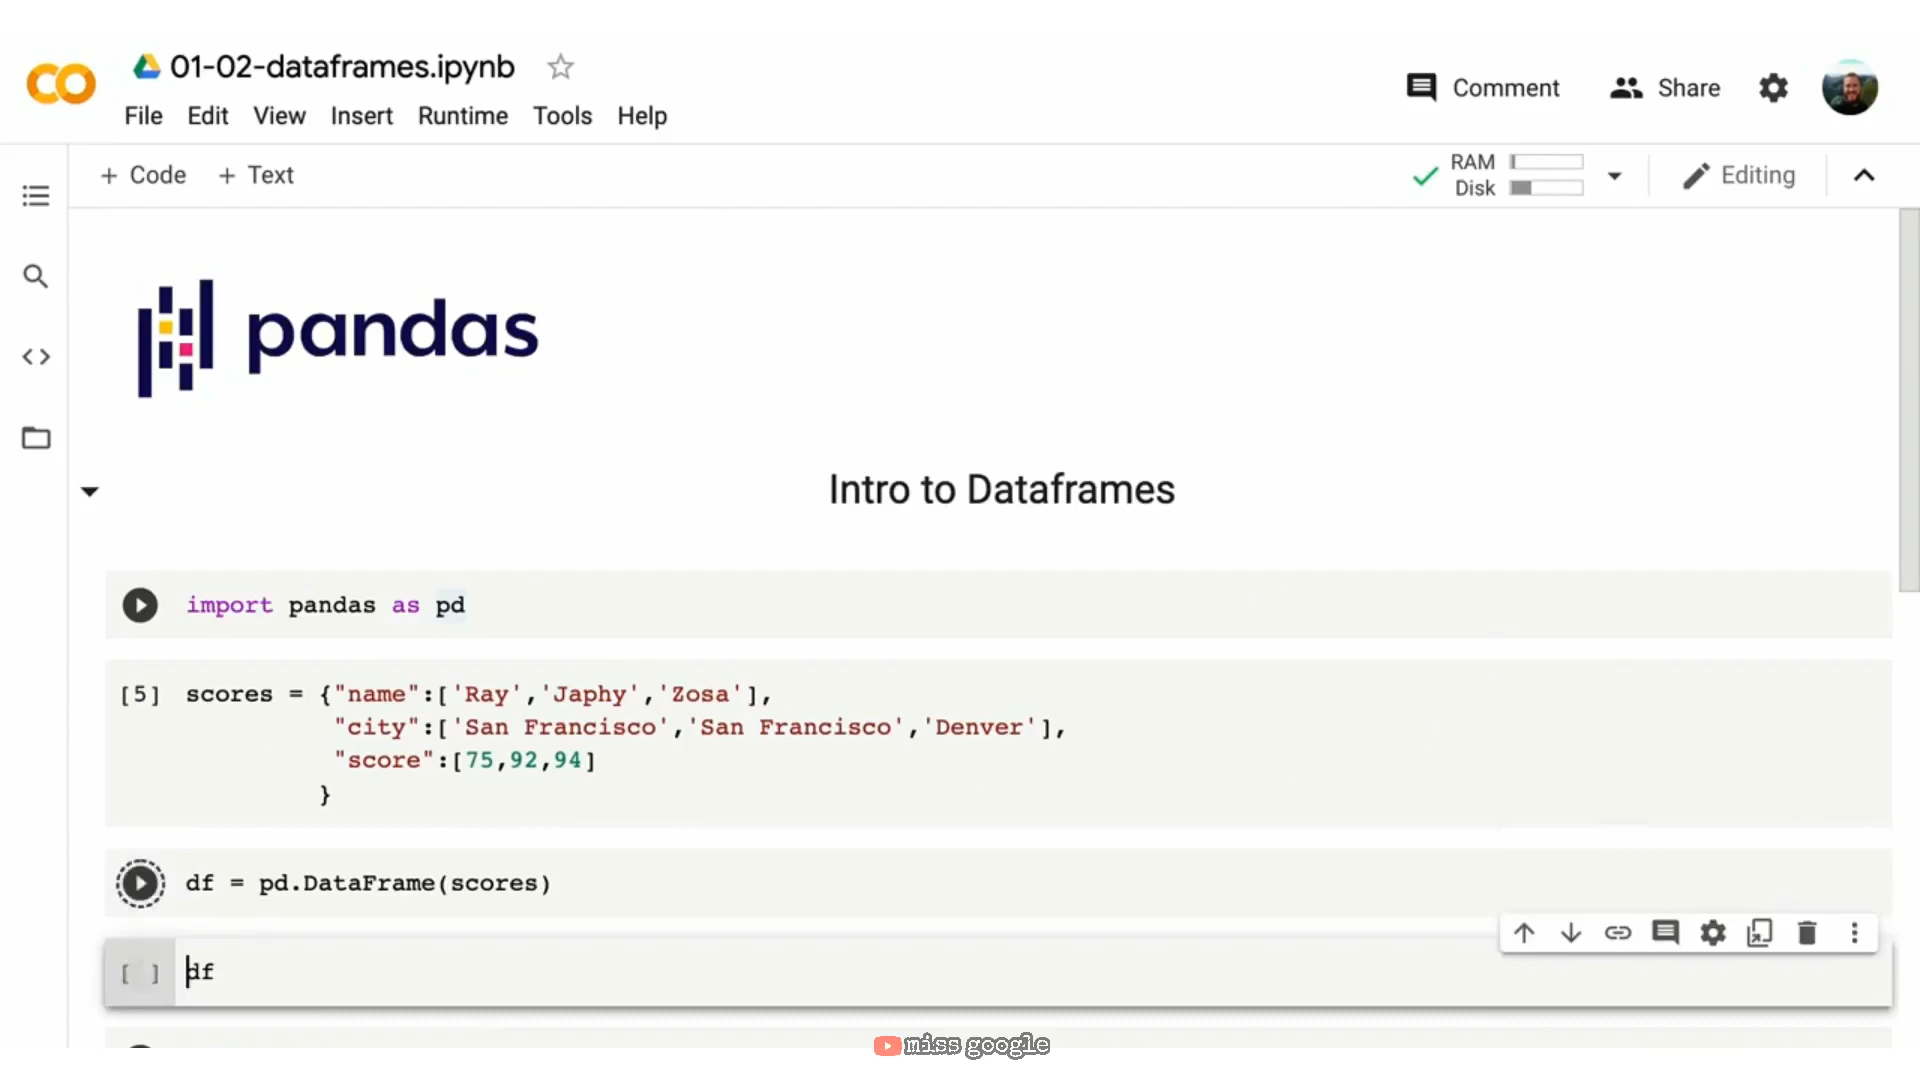 01-02-dataframes.ipynb
Comment
Share
File Edit View Insert Runtime Tools Help
+ Code + Text
RAM
Disk
Editing
pandas
Intro to Dataframes
import pandas as pd
[5] scores = {"name":['Ray','Japhy','Zosa'],
"city":['San Francisco','San Francisco','Denver'],
"score":[75,92,94]
}
df = pd.DataFrame(scores)
[ ] df
miss google